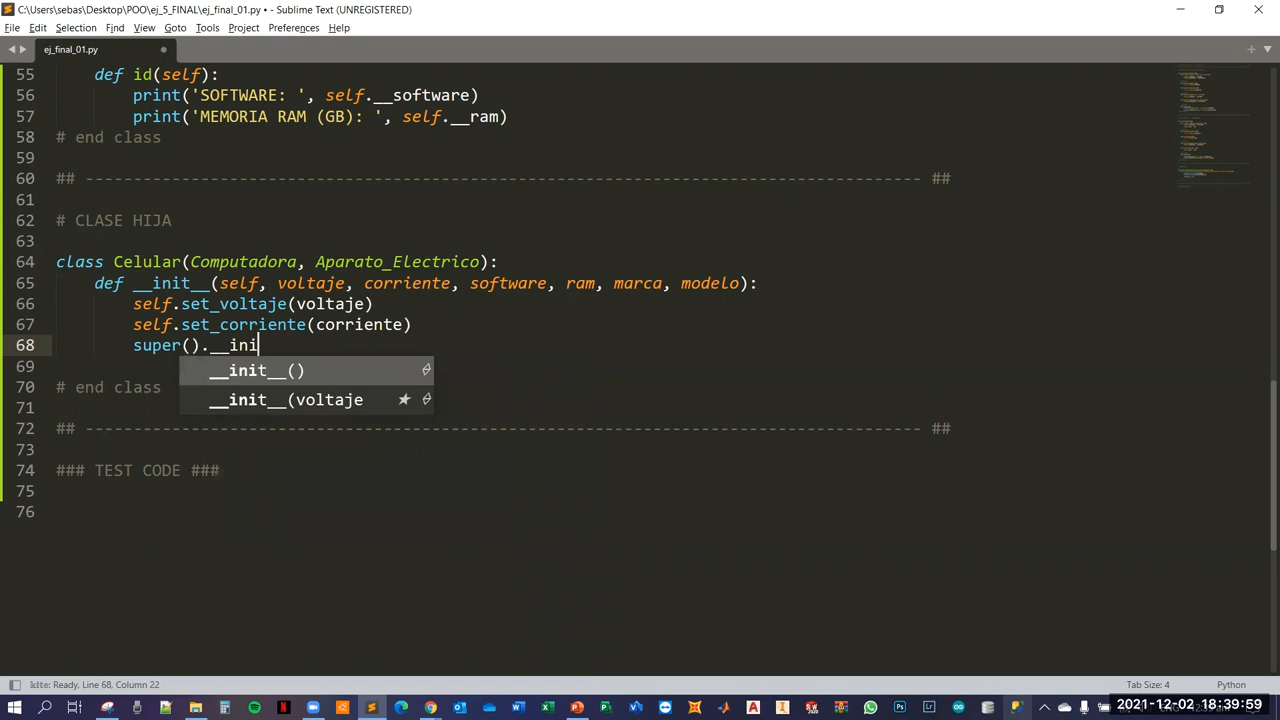 C:\Users\sebas\Desktop\POO\ej_5_FINAL\ej_final_01.py • - Sublime Text (UNREGISTERED)
File Edit Selection Find View Goto Tools Project Preferences Help
ej_final_01.py
55 def id(self):
56 print('SOFTWARE: ', self.__software)
57 print('MEMORIA RAM (GB): ', self.__ram)
58 # end class
59
60 ## --------------------------------------------------------------------------------------- ##
61
62 # CLASE HIJA
63
64 class Celular(Computadora, Aparato_Electrico):
65 def __init__(self, voltaje, corriente, software, ram, marca, modelo):
66 self.set_voltaje(voltaje)
67 self.set_corriente(corriente)
68 super().__ini
__init__()
69
70 # end class
__init__(voltaje
71
72 ## --------------------------------------------------------------------------------------- ##
73
74 ### TEST CODE ###
75
76
Ready, Line 68, Column 22
Tab Size: 4 Python
2021-12-02 18:39:59